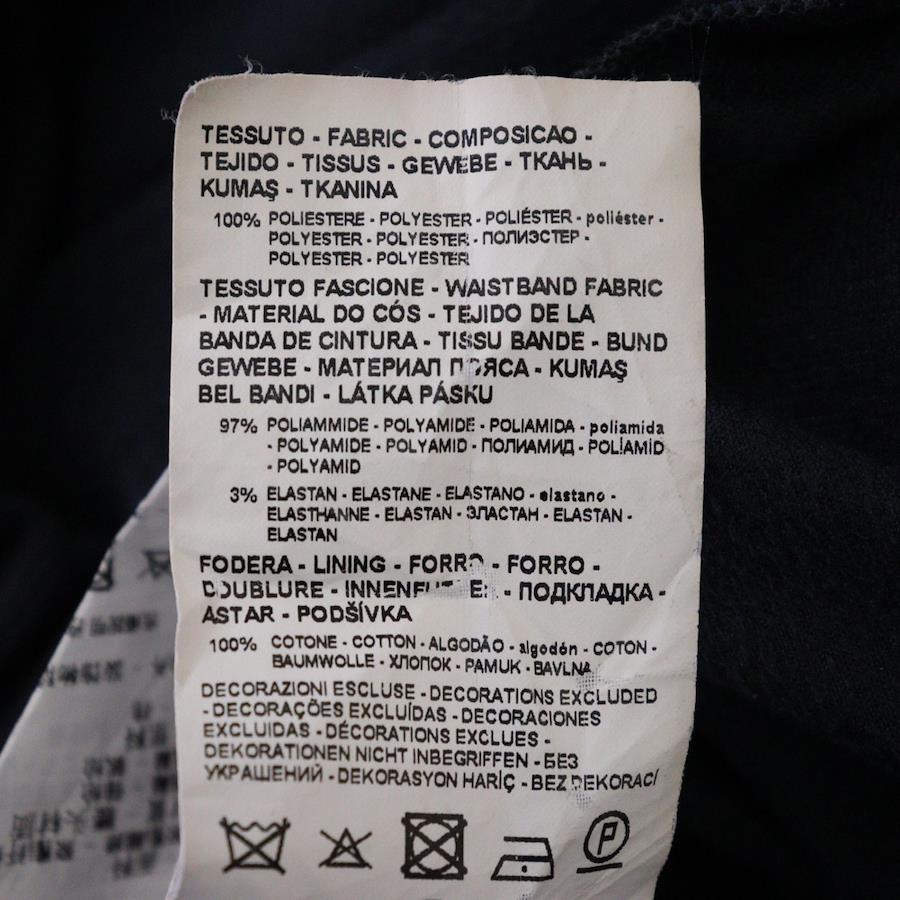 TESSUTO - FABRIC - COMPOSICAO -
TEJIDO - TISSUS - GEWEBE - ТКАНЬ -
KUMAŞ - TKANINA
100% POLIESTERE - POLYESTER - POLIÉSTER - poliéster -
POLYESTER - POLYESTER - ПОЛИЭСТЕР -
POLYESTER - POLYESTER
TESSUTO FASCIONE - WAISTBAND FABRIC
- MATERIAL DO CÓS - TEJIDO DE LA
BANDA DE CINTURA - TISSU BANDE - BUND
GEWEBE - МАТЕРИАЛ ПОЯСА - KUMAŞ
BEL BANDI - LÁTKA PÁSKU
97% POLIAMMIDE - POLYAMIDE - POLIAMIDA - poliamida
- POLYAMIDE - POLYAMID - ПОЛИАМИД - POLİAMİD
- POLYAMID
3% ELASTAN - ELASTANE - ELASTANO - elastano -
ELASTHANNE - ELASTAN - ЭЛАСТАН - ELASTAN -
ELASTAN
FODERA - LINING - FORRO - FORRO -
DOUBLURE - INNENFUTTER - ПОДКЛАДКА -
ASTAR - PODŠÍVKA
100% COTONE - COTTON - ALGODÃO - algodón - COTON -
BAUMWOLLE - ХЛОПОК - PAMUK - BAVLNA
DECORAZIONI ESCLUSE - DECORATIONS EXCLUDED
- DECORAÇÕES EXCLUÍDAS - DECORACIONES
EXCLUIDAS - DÉCORATIONS EXCLUES -
DEKORATIONEN NICHT INBEGRIFFEN - БЕЗ
УКРАШЕНИЙ - DEKORASYON HARİÇ - BEZ DEKORACÍ
P